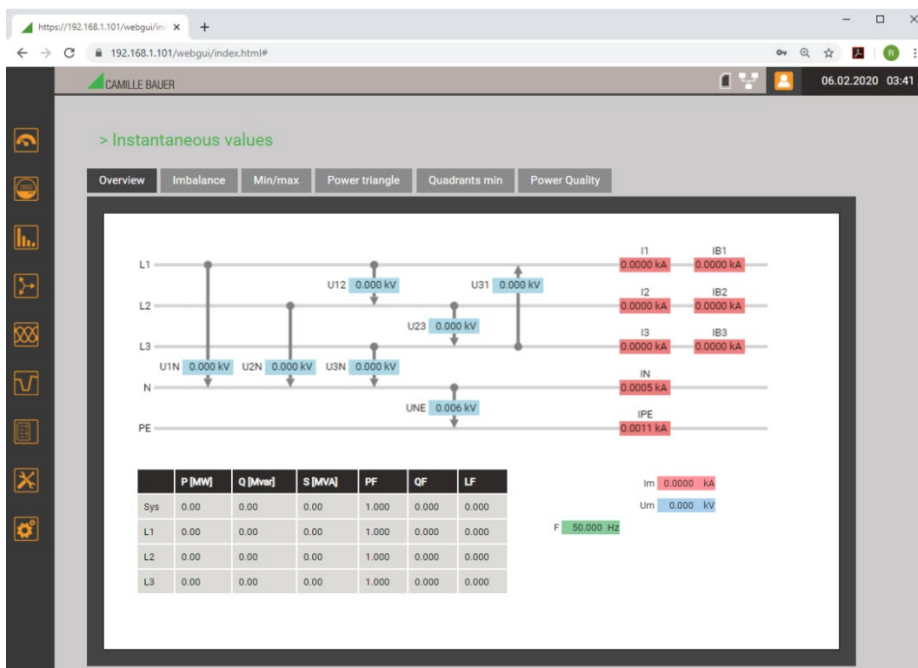 https://192.168.1.101/webgui/in
192.168.1.101/webgui/index.html#
R
CAMILLE BAUER
06.02.2020 03:41
> Instantaneous values
Overview Imbalance Min/max Power triangle Quadrants min Power Quality
I1 IB1
L1 0.0000 kA 0.0000 kA
U12 0.000 kV U31 0.000 kV
I2 IB2
L2 0.0000 kA 0.0000 kA
U23 0.000 kV
I3 IB3
L3 0.0000 kA 0.0000 kA
U1N 0.000 kV U2N 0.000 kV U3N 0.000 kV
IN
N 0.0005 kA
UNE 0.006 kV
IPE
PE 0.0011 kA
P [MW] Q [Mvar] S [MVA] PF QF LF
Sys 0.00 0.00 0.00 1.000 0.000 0.000
L1 0.00 0.00 0.00 1.000 0.000 0.000
L2 0.00 0.00 0.00 1.000 0.000 0.000
L3 0.00 0.00 0.00 1.000 0.000 0.000
Im 0.0000 kA
Um 0.000 kV
F 50.000 Hz